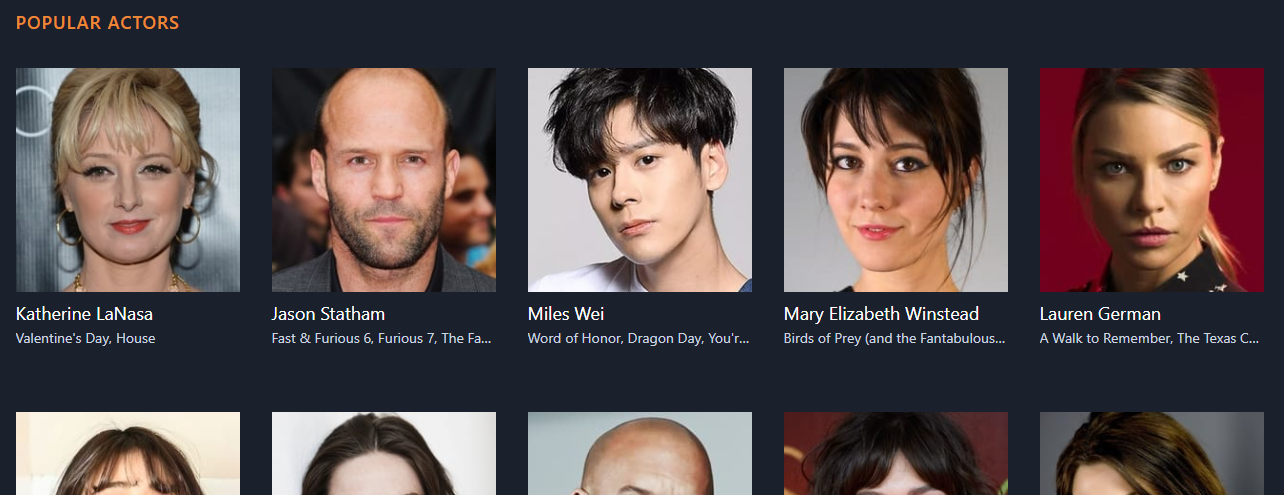 POPULAR ACTORS
Katherine LaNasa
Jason Statham
Miles Wei
Mary Elizabeth Winstead
Lauren German
Valentine's Day, House
Fast & Furious 6, Furious 7, The Fa...
Word of Honor, Dragon Day, You'r...
Birds of Prey (and the Fantabulous...
A Walk to Remember, The Texas C...